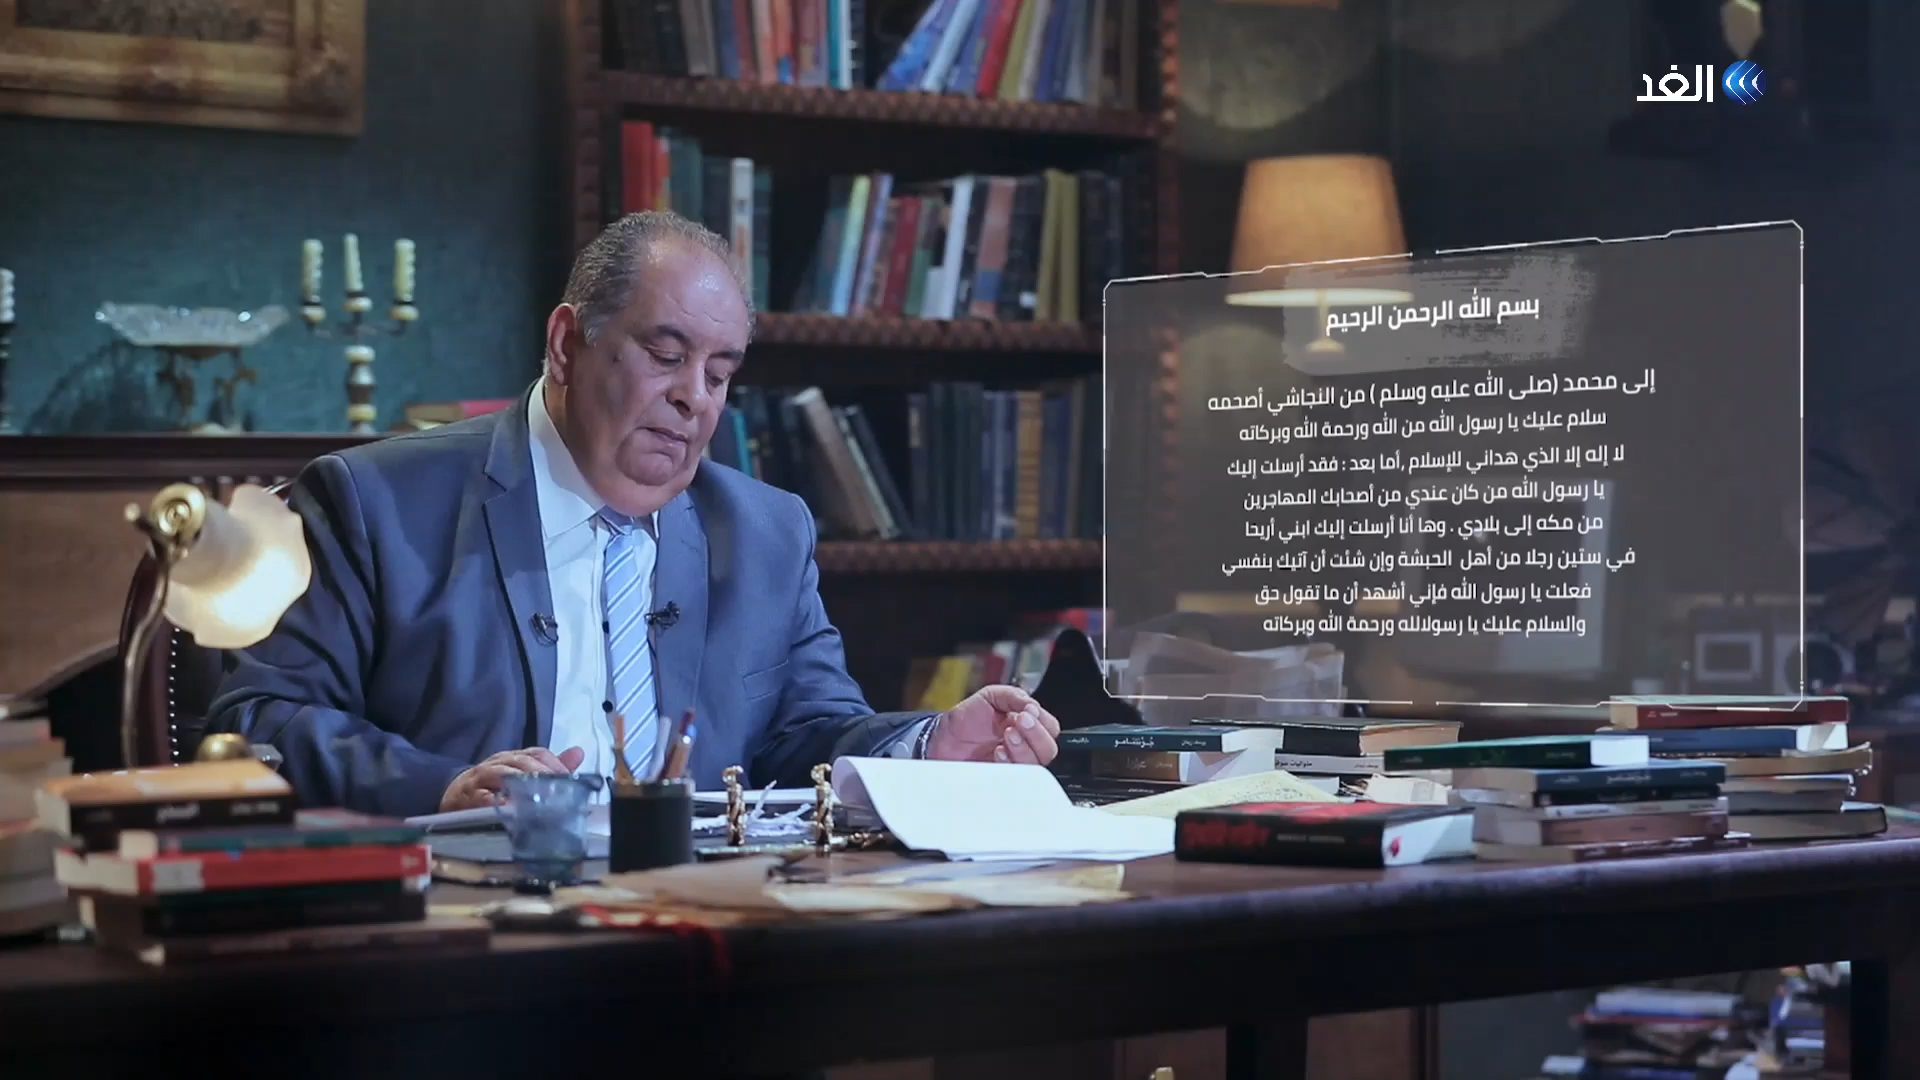 الغد
بسم الله الرحمن الرحيم
إلى محمد (صلى الله عليه وسلم ) من النجاشي أصحمه
سلام عليك يا رسول الله من الله ورحمة الله وبركاته
لا إله إلا الذي هداني للإسلام ,أما بعد : فقد أرسلت إليك
يا رسول الله من كان عندي من أصحابك المهاجرين
من مكه إلى بلادي . وها أنا أرسلت إليك ابني أريحا
في ستين رجلا من أهل الحبشة وإن شئت أن آتيك بنفسي
فعلت يا رسول الله فإني أشهد أن ما تقول حق
والسلام عليك يا رسولالله ورحمة الله وبركاته